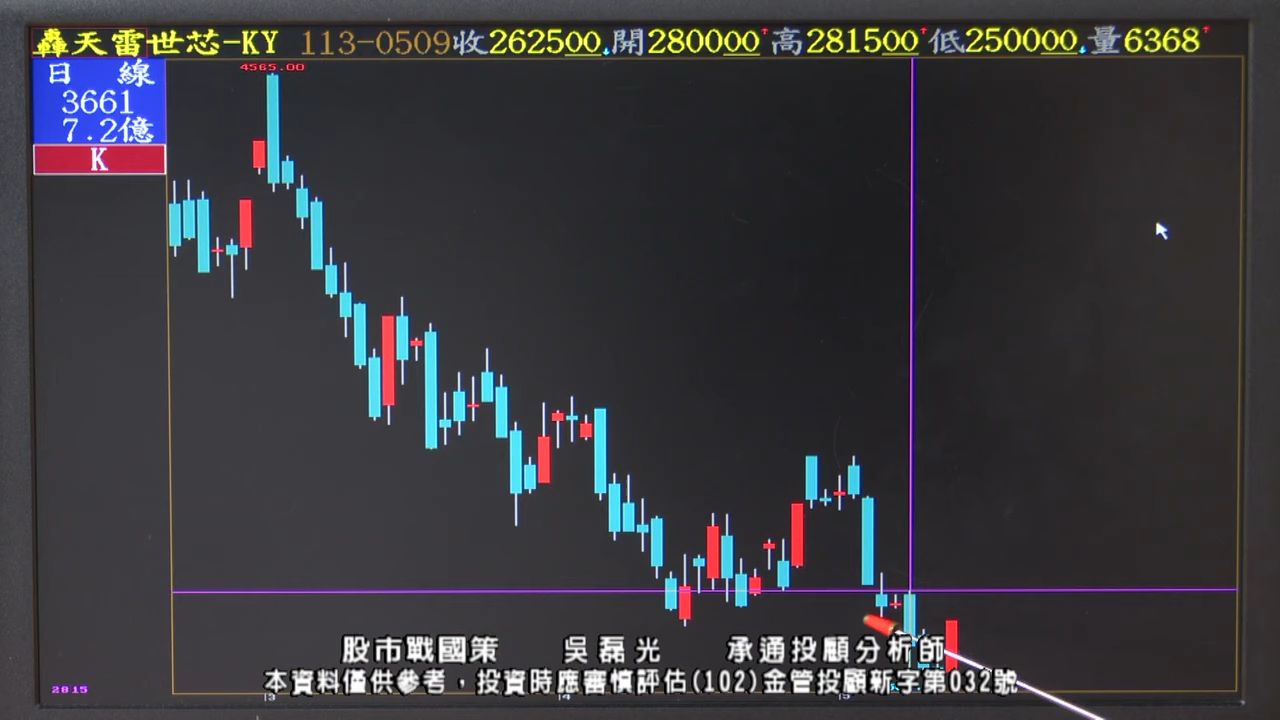 轟天雷世芯-KY 113-0509收262500開280000高281500低250000量6368
日 線
3661
7.2億
K
4565.00
股市戰國策 吳磊光 承通投顧分析師
本資料僅供參考，投資時應審慎評估(102)金管投顧新字第032號
2815